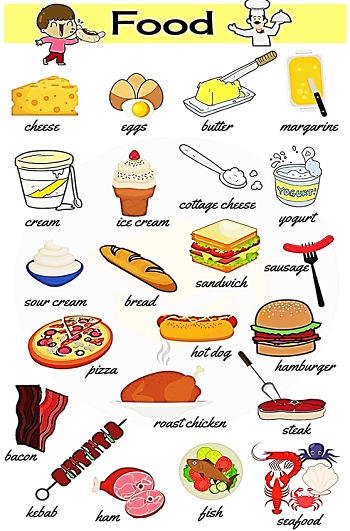 Food
cheese
eggs
butter
margarine
cream
ice cream
cottage cheese
YOGURT
yogurt
sour cream
bread
sandwich
sausage
pizza
hot dog
hamburger
bacon
roast chicken
steak
kebab
ham
fish
seafood